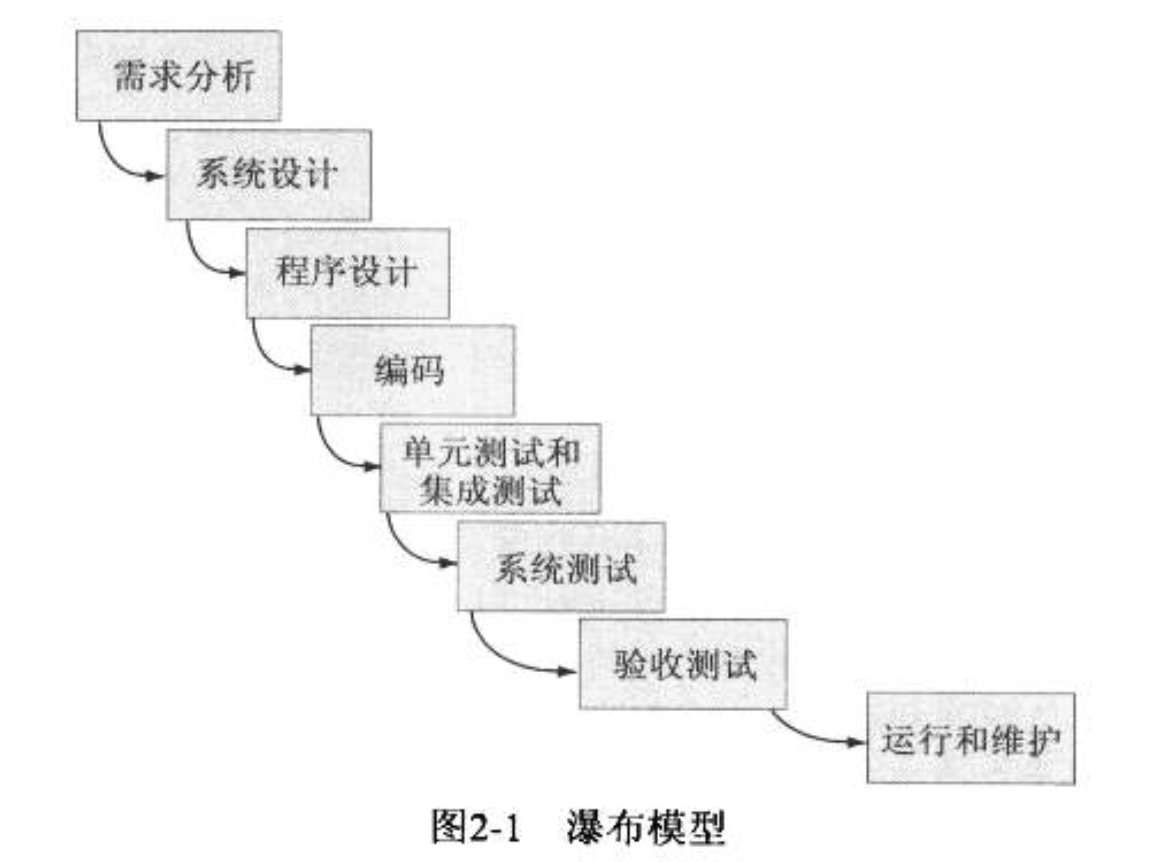 需求分析
系统设计
程序设计
编码
单元测试和
集成测试
系统测试
验收测试
运行和维护
图2-1 瀑布模型